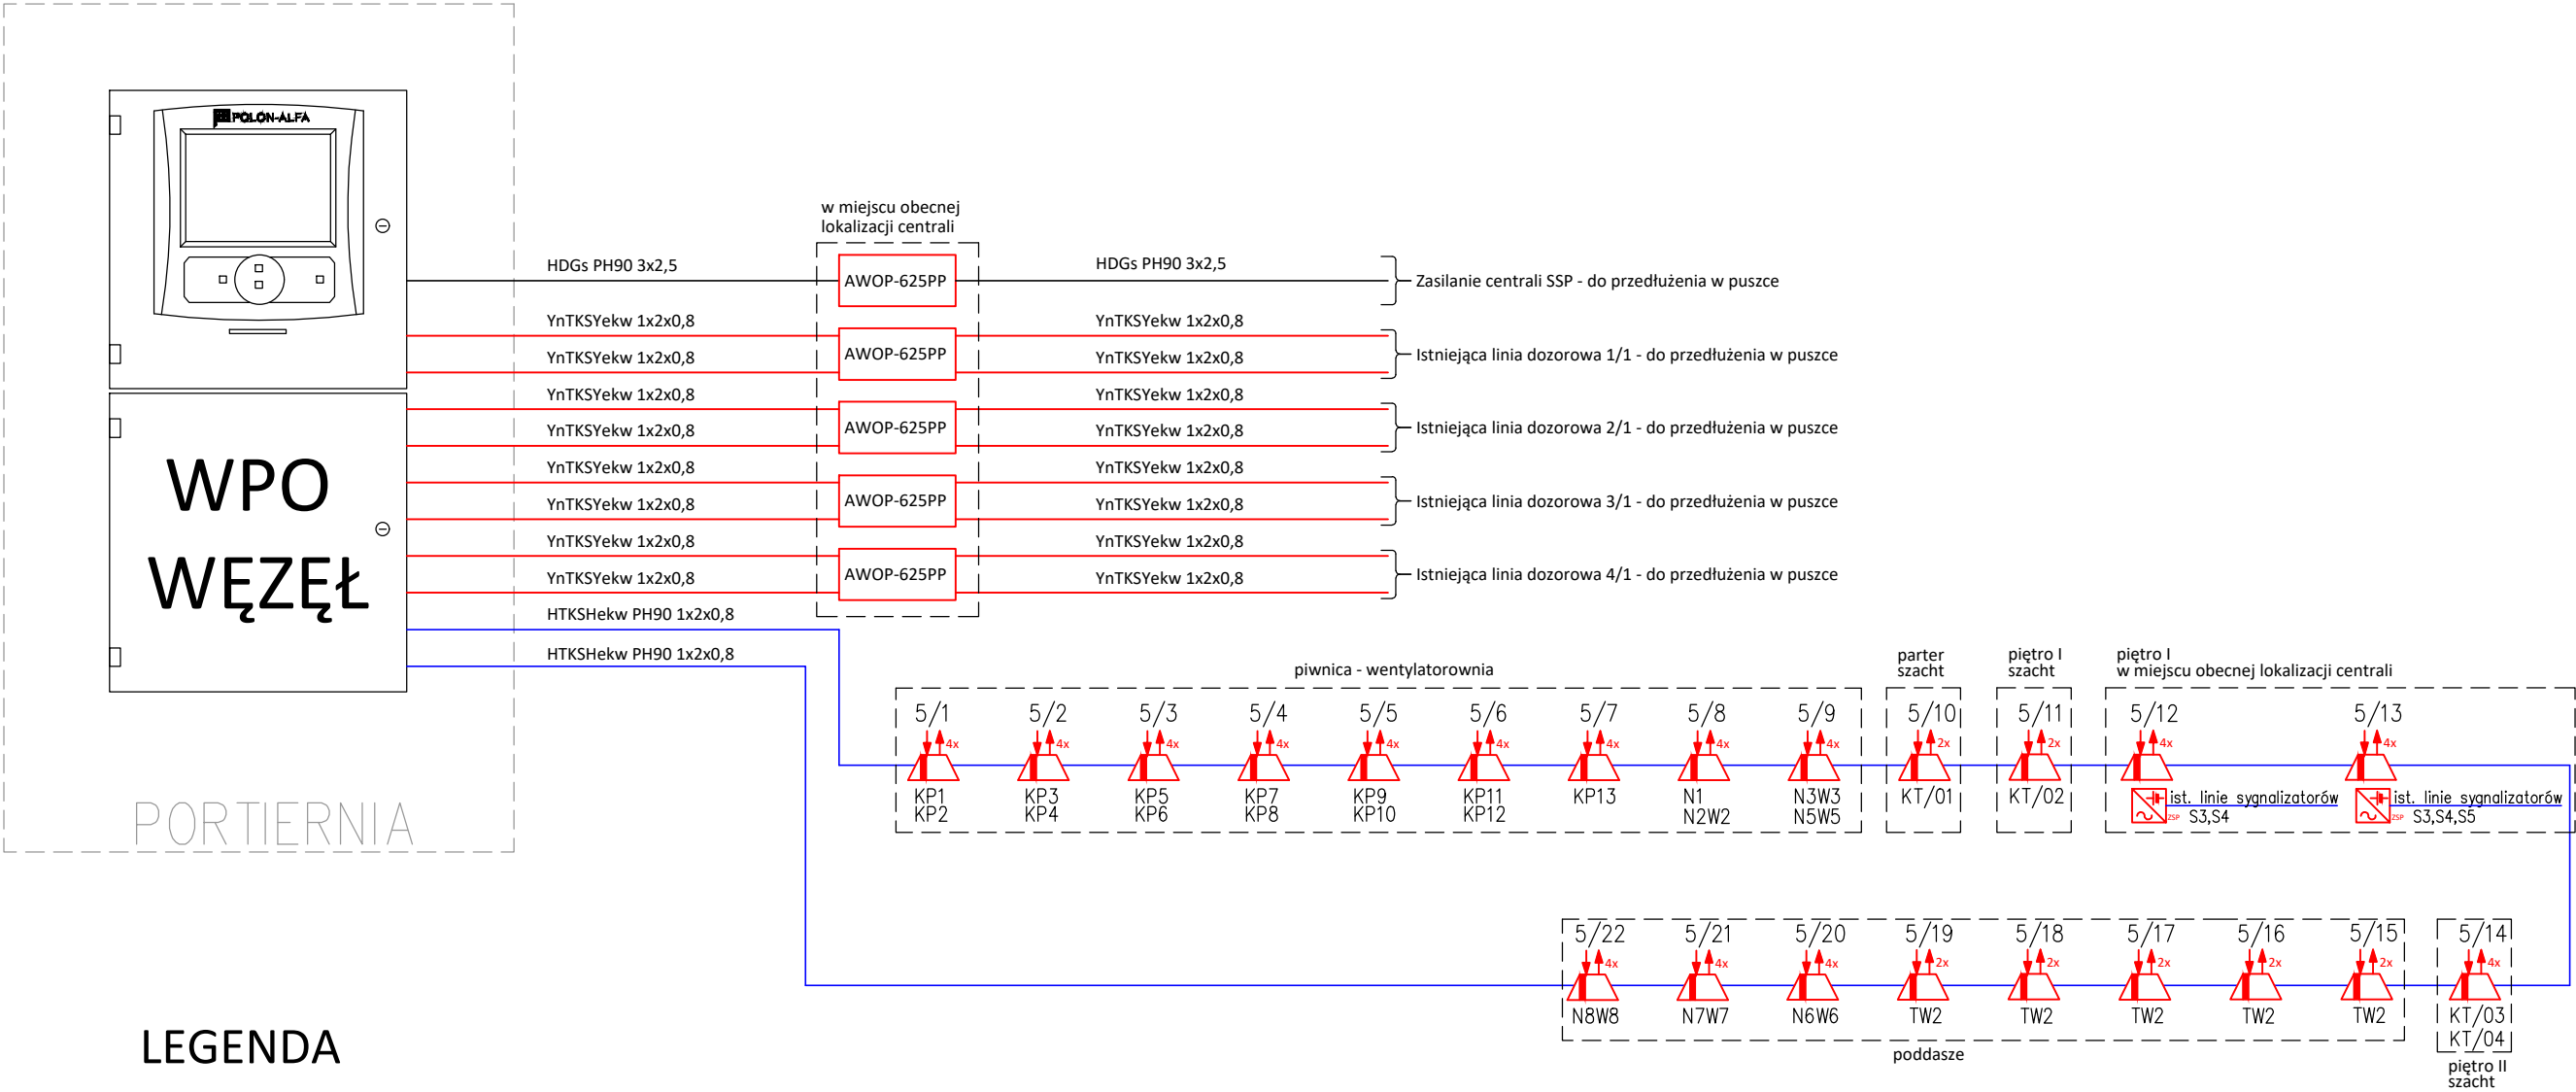 POLON-ALFA
WPO
WĘZEŁ
PORTIERNIA
LEGENDA
w miejscu obecnej
lokalizacji centrali
HDGs PH90 3x2,5
AWOP-625PP
HDGs PH90 3x2,5
Zasilanie centrali SSP - do przedłużenia w puszce
YnTKSYekw 1x2x0,8
YnTKSYekw 1x2x0,8
AWOP-625PP
YnTKSYekw 1x2x0,8
YnTKSYekw 1x2x0,8
Istniejąca linia dozorowa 1/1 - do przedłużenia w puszce
YnTKSYekw 1x2x0,8
YnTKSYekw 1x2x0,8
AWOP-625PP
YnTKSYekw 1x2x0,8
YnTKSYekw 1x2x0,8
Istniejąca linia dozorowa 2/1 - do przedłużenia w puszce
YnTKSYekw 1x2x0,8
YnTKSYekw 1x2x0,8
AWOP-625PP
YnTKSYekw 1x2x0,8
YnTKSYekw 1x2x0,8
Istniejąca linia dozorowa 3/1 - do przedłużenia w puszce
YnTKSYekw 1x2x0,8
YnTKSYekw 1x2x0,8
AWOP-625PP
YnTKSYekw 1x2x0,8
YnTKSYekw 1x2x0,8
Istniejąca linia dozorowa 4/1 - do przedłużenia w puszce
HTKSHekw PH90 1x2x0,8
HTKSHekw PH90 1x2x0,8
piwnica - wentylatorownia
5/1
4x
KP1
KP2
5/2
4x
KP3
KP4
5/3
4x
KP5
KP6
5/4
4x
KP7
KP8
5/5
4x
KP9
KP10
5/6
4x
KP11
KP12
5/7
4x
KP13
5/8
4x
N1
N2W2
5/9
4x
N3W3
N5W5
parter
szacht
5/10
2x
KT/01
piętro I
szacht
5/11
2x
KT/02
piętro I
w miejscu obecnej lokalizacji centrali
5/12
4x
ZSP
ist. linie sygnalizatorów
S3,S4
5/13
4x
ZSP
ist. linie sygnalizatorów
S3,S4,S5
5/22
4x
N8W8
5/21
4x
N7W7
5/20
4x
N6W6
5/19
2x
TW2
5/18
2x
TW2
5/17
2x
TW2
5/16
2x
TW2
5/15
2x
TW2
poddasze
5/14
4x
KT/03
KT/04
piętro II
szacht